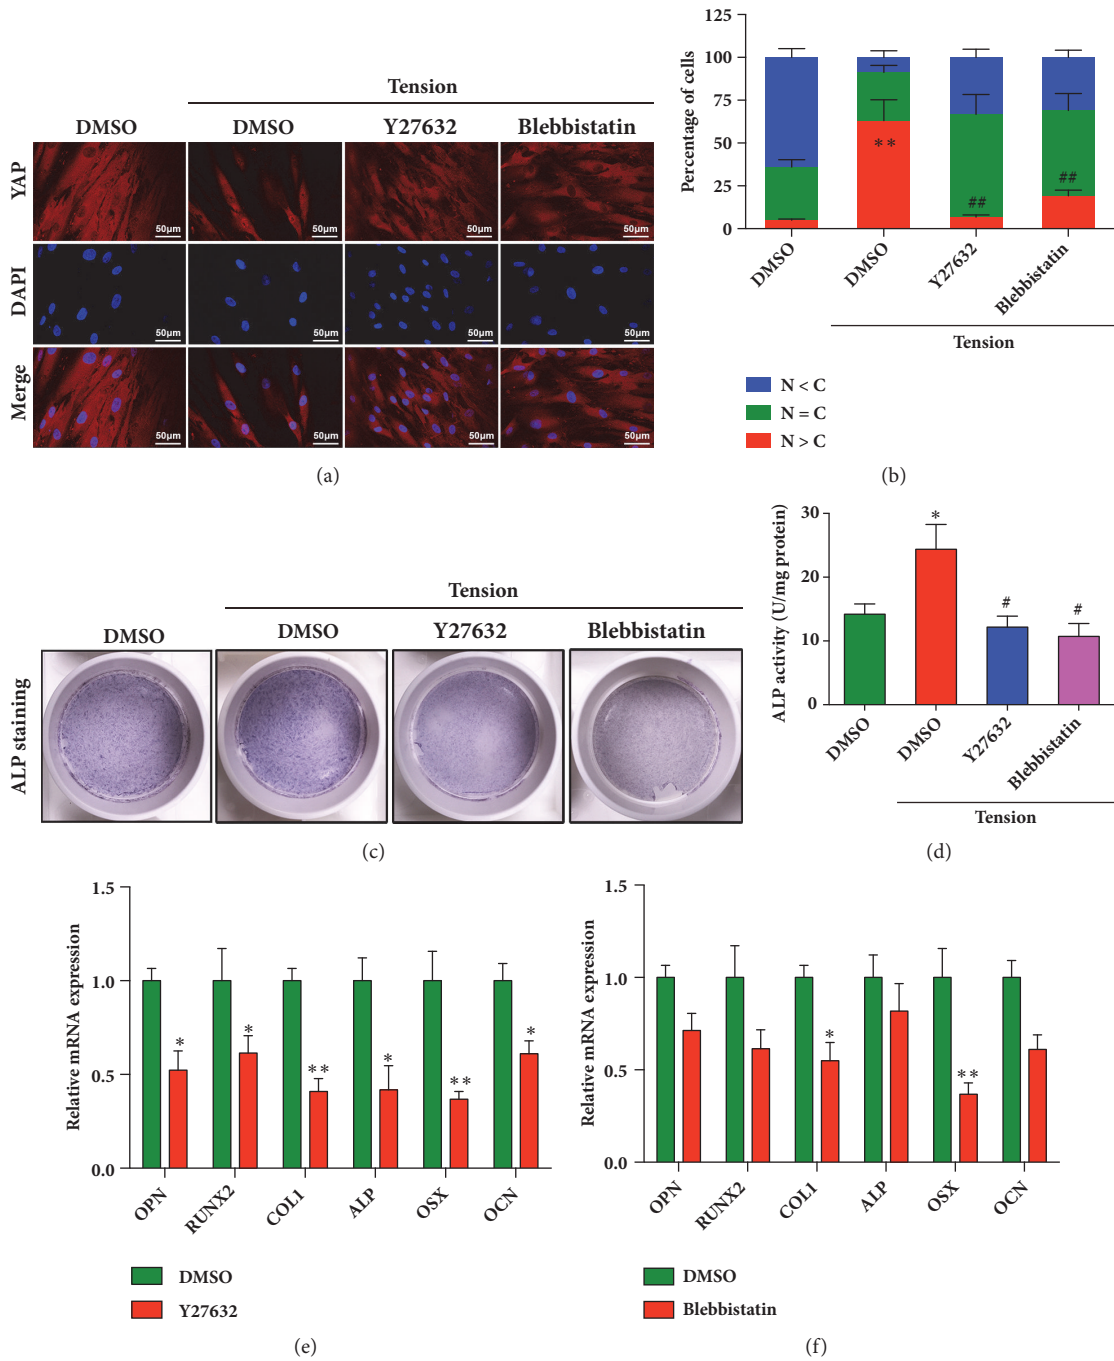 Tension
DMSO DMSO Y27632 Blebbistatin
YAP
50μm 50μm 50μm 50μm
DAPI
50μm 50μm 50μm 50μm
Merge
50μm 50μm 50μm 50μm
(a)
Percentage of cells
125
100
75
50
25
0
**
##
##
DMSO DMSO Y27632 Blebbistatin
Tension
N < C
N = C
N > C
(b)
Tension
DMSO DMSO Y27632 Blebbistatin
ALP staining
(c)
ALP activity (U/mg protein)
30
20
10
0
*
#
#
DMSO DMSO Y27632 Blebbistatin
Tension
(d)
Relative mRNA expression
1.5
1.0
0.5
0.0
* * ** * ** *
OPN RUNX2 COL1 ALP OSX OCN
DMSO
Y27632
(e)
Relative mRNA expression
1.5
1.0
0.5
0.0
* **
OPN RUNX2 COL1 ALP OSX OCN
DMSO
Blebbistatin
(f)